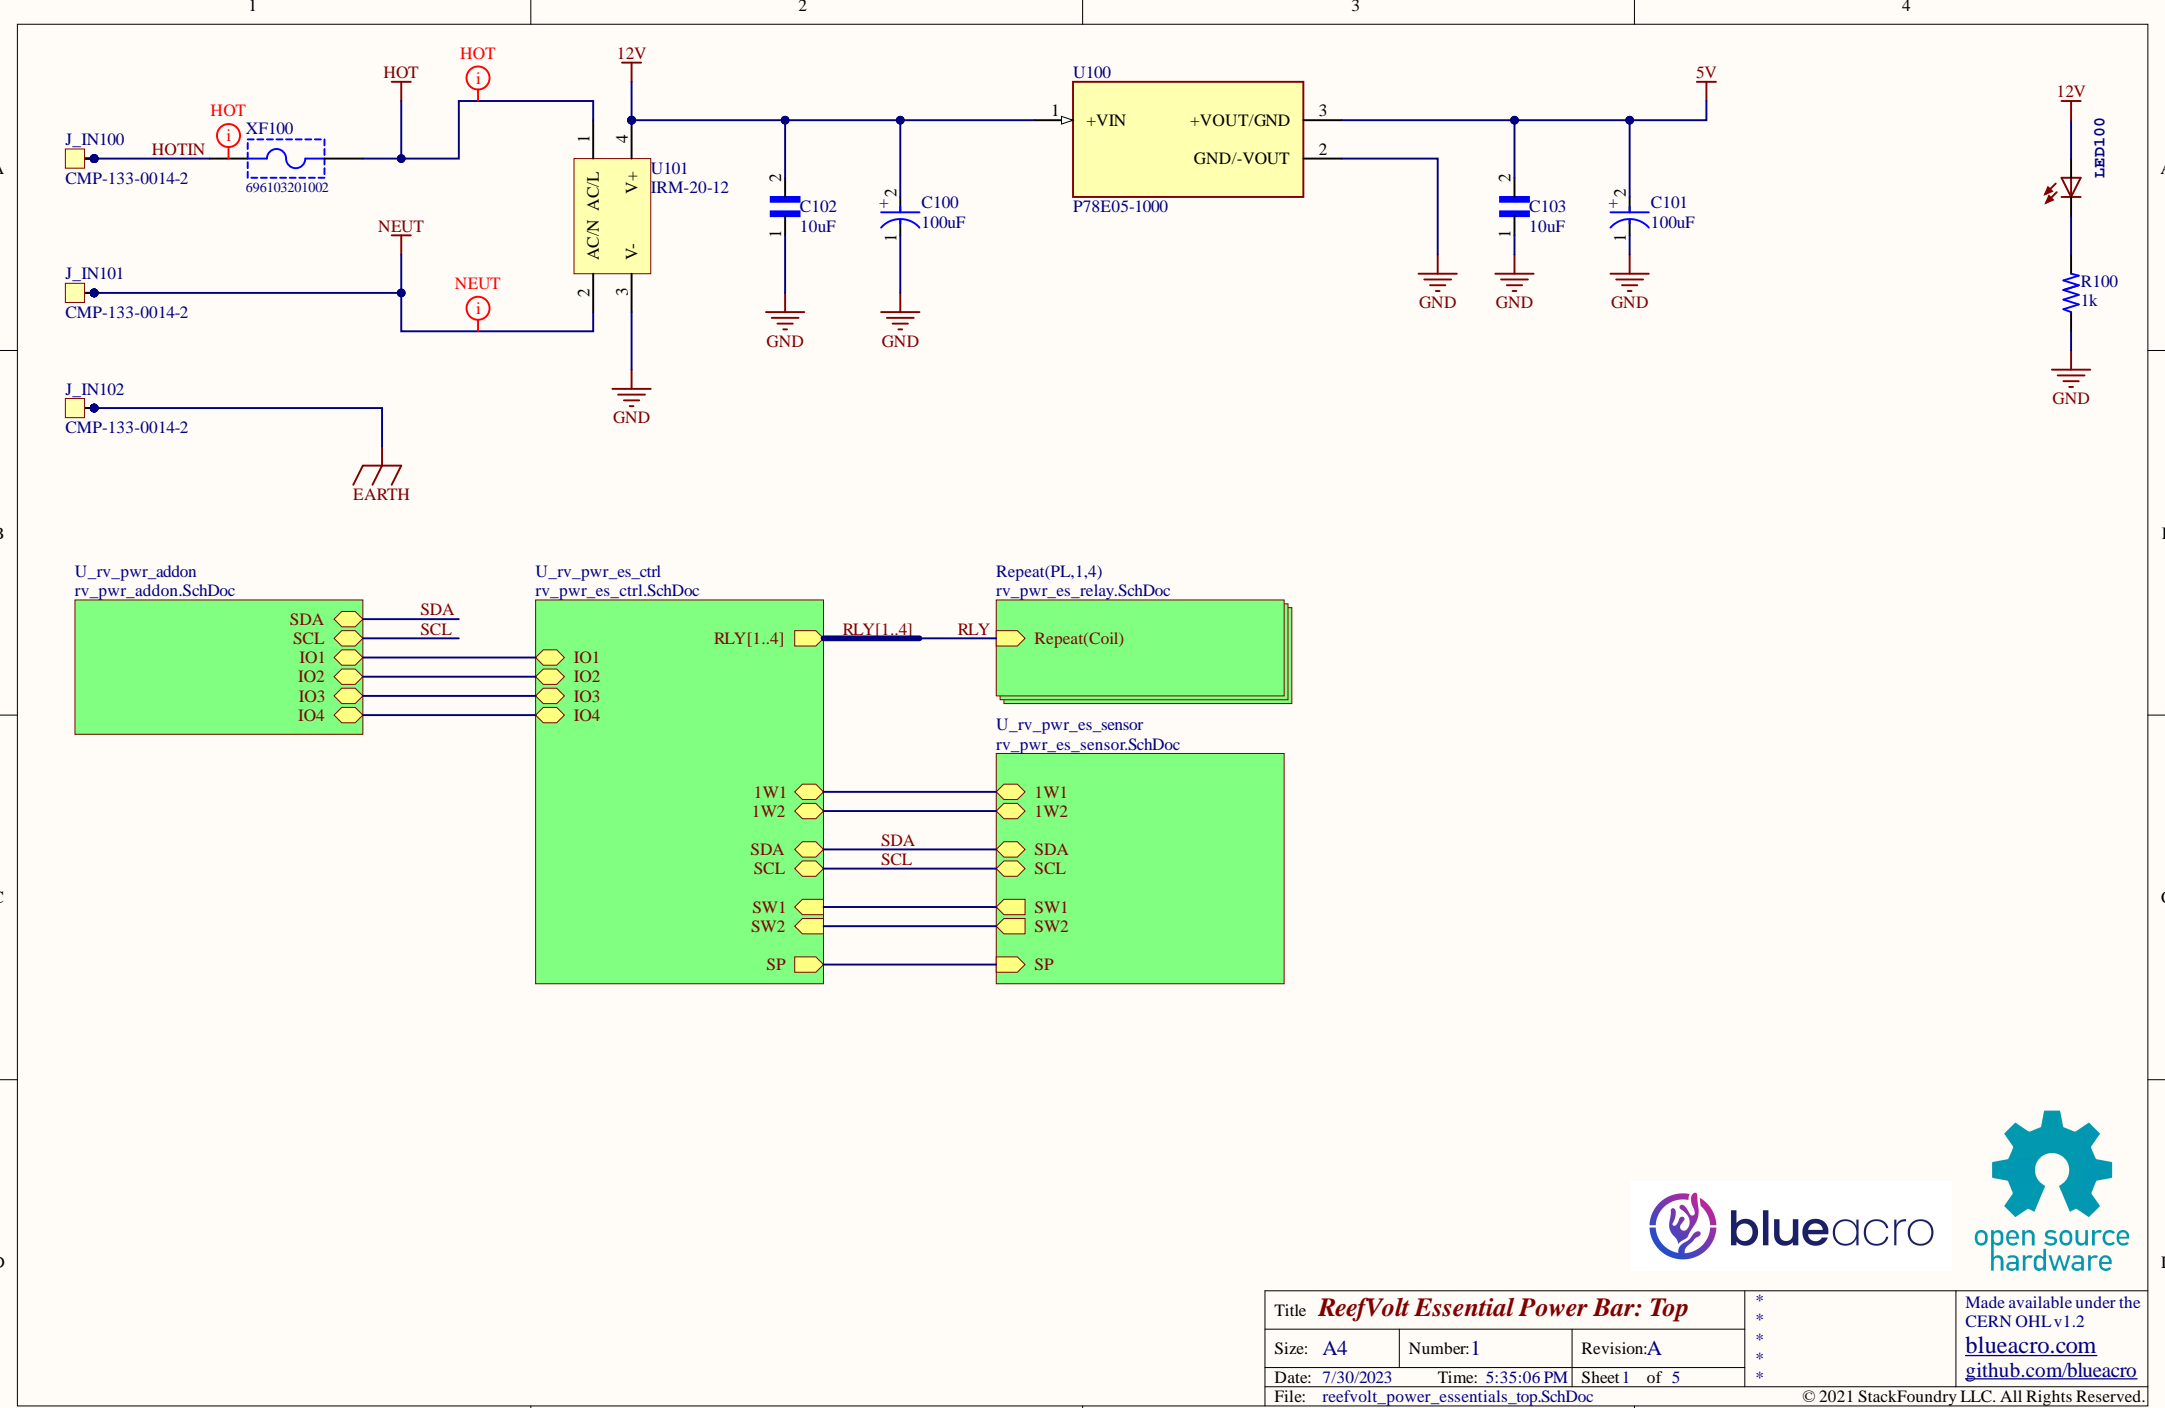 1
2
3
4
HOT
HOT
HOT
HOTIN
XF100
696103201002
J_IN100
CMP-133-0014-2
NEUT
NEUT
J_IN101
CMP-133-0014-2
J_IN102
CMP-133-0014-2
EARTH
12V
1
4
AC/N AC/L
V- V+
2
3
U101
IRM-20-12
GND
2
C102
10uF
1
GND
+ 2
C100
100uF
1
GND
U100
1
+VIN
+VOUT/GND
3
GND/-VOUT
2
P78E05-1000
GND
2
C103
10uF
1
GND
5V
+ 2
C101
100uF
1
GND
12V
LED100
R100
1k
GND
U_rv_pwr_addon
rv_pwr_addon.SchDoc
SDA
SCL
IO1
IO2
IO3
IO4
SDA
SCL
U_rv_pwr_es_ctrl
rv_pwr_es_ctrl.SchDoc
RLY[1..4]
IO1
IO2
IO3
IO4
1W1
1W2
SDA
SCL
SW1
SW2
SP
RLY[1..4]
RLY
SDA
SCL
Repeat(PL,1,4)
rv_pwr_es_relay.SchDoc
Repeat(Coil)
U_rv_pwr_es_sensor
rv_pwr_es_sensor.SchDoc
1W1
1W2
SDA
SCL
SW1
SW2
SP
blueacro
open source
hardware
Title ReefVolt Essential Power Bar: Top
Size: A4 Number:1 Revision:A
Date: 7/30/2023 Time: 5:35:06 PM Sheet 1 of 5
File: reefvolt_power_essentials_top.SchDoc
*
*
*
*
*
Made available under the
CERN OHL v1.2
blueacro.com
github.com/blueacro
© 2021 StackFoundry LLC. All Rights Reserved.